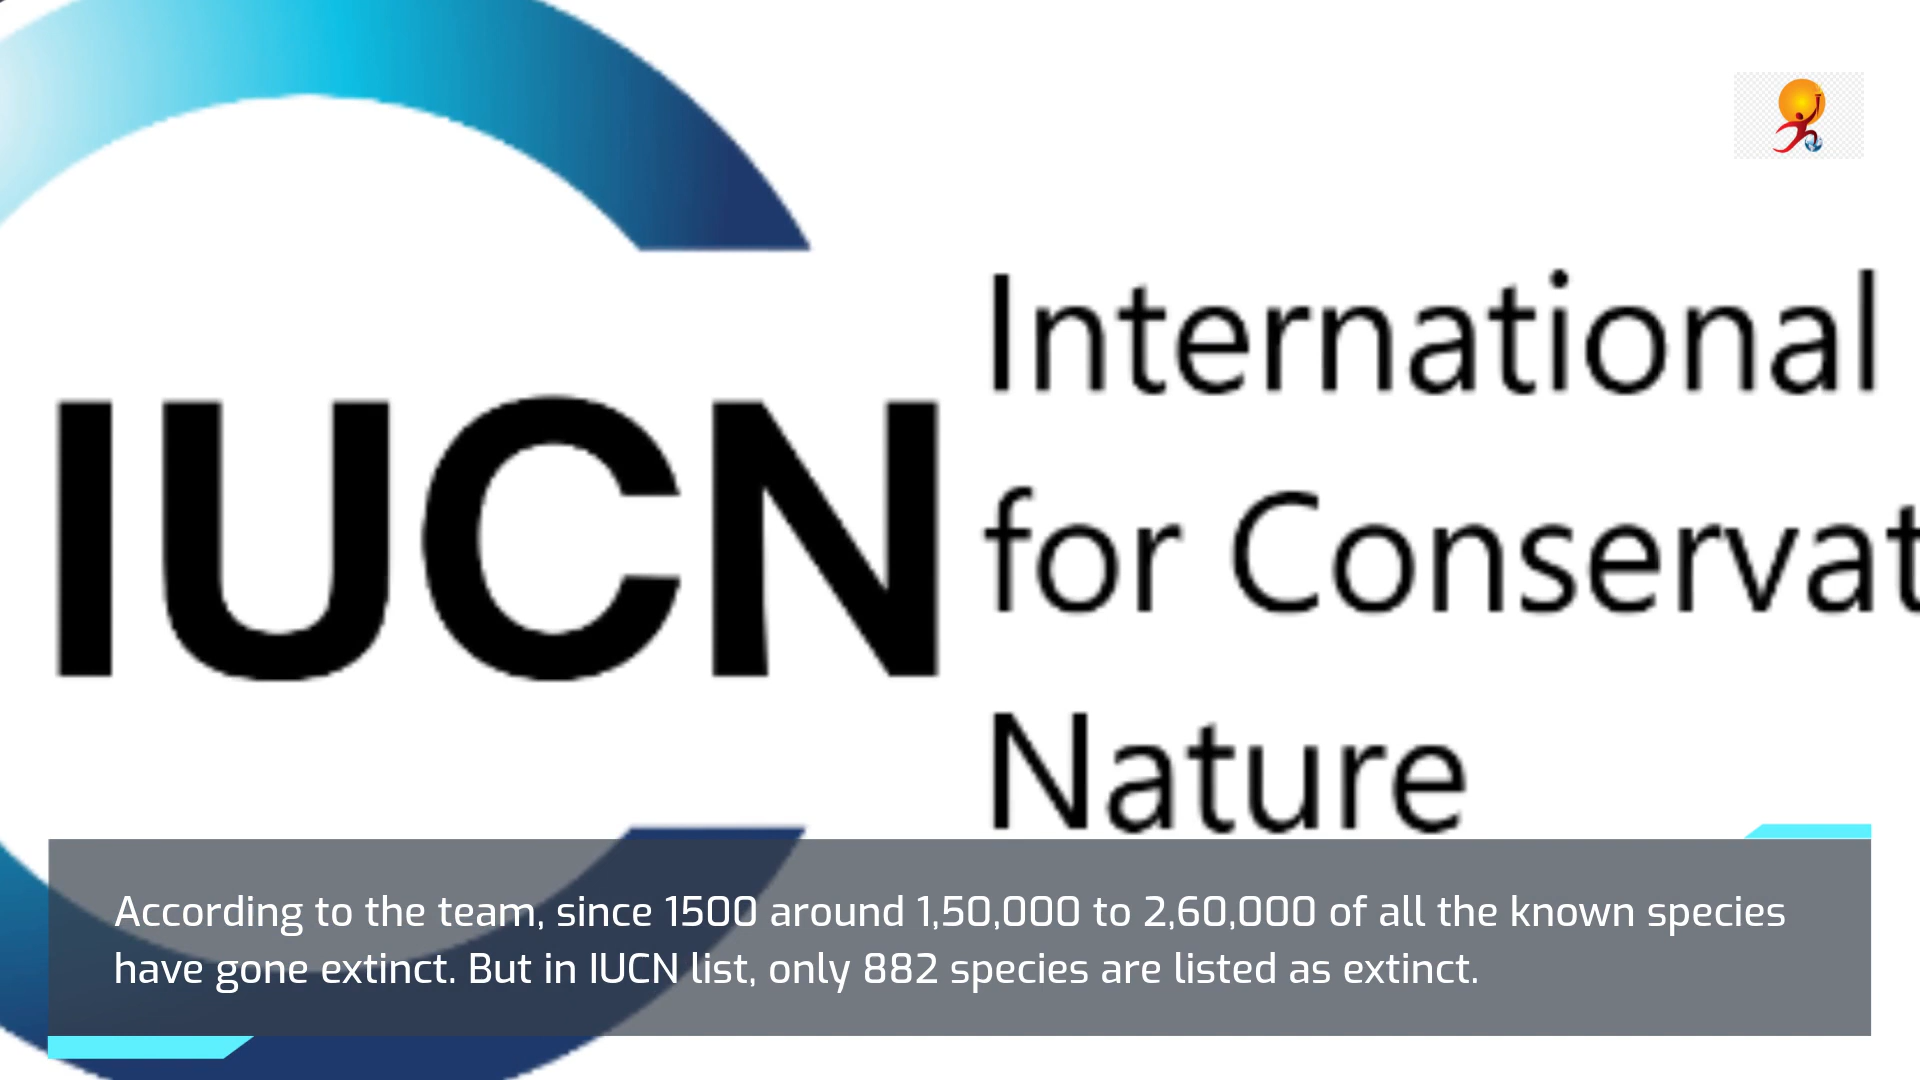 International
for Conservat
Nature
IUCN
According to the team, since 1500 around 1,50,000 to 2,60,000 of all the known species
have gone extinct. But in IUCN list, only 882 species are listed as extinct.